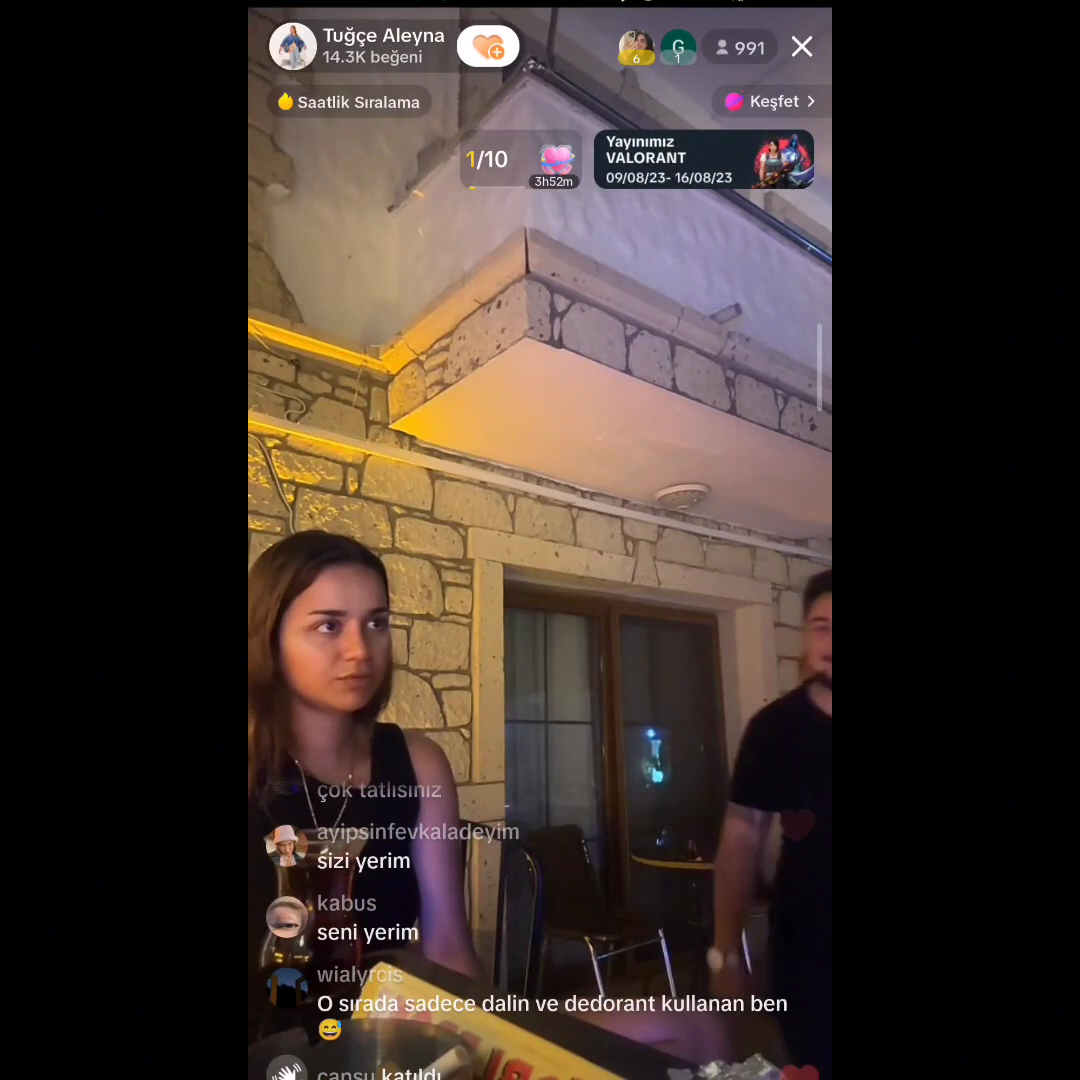 Tuğçe Aleyna
14.3K beğeni
6
G
1
991
Saatlik Sıralama
Keşfet
1/10
3h52m
Yayınımız
VALORANT
09/08/23- 16/08/23
çok tatlısınız
ayipsinfevkaladeyim
sizi yerim
kabus
seni yerim
wialyrcis
O sırada sadece dalin ve dedorant kullanan ben
😅
cansu katıldı